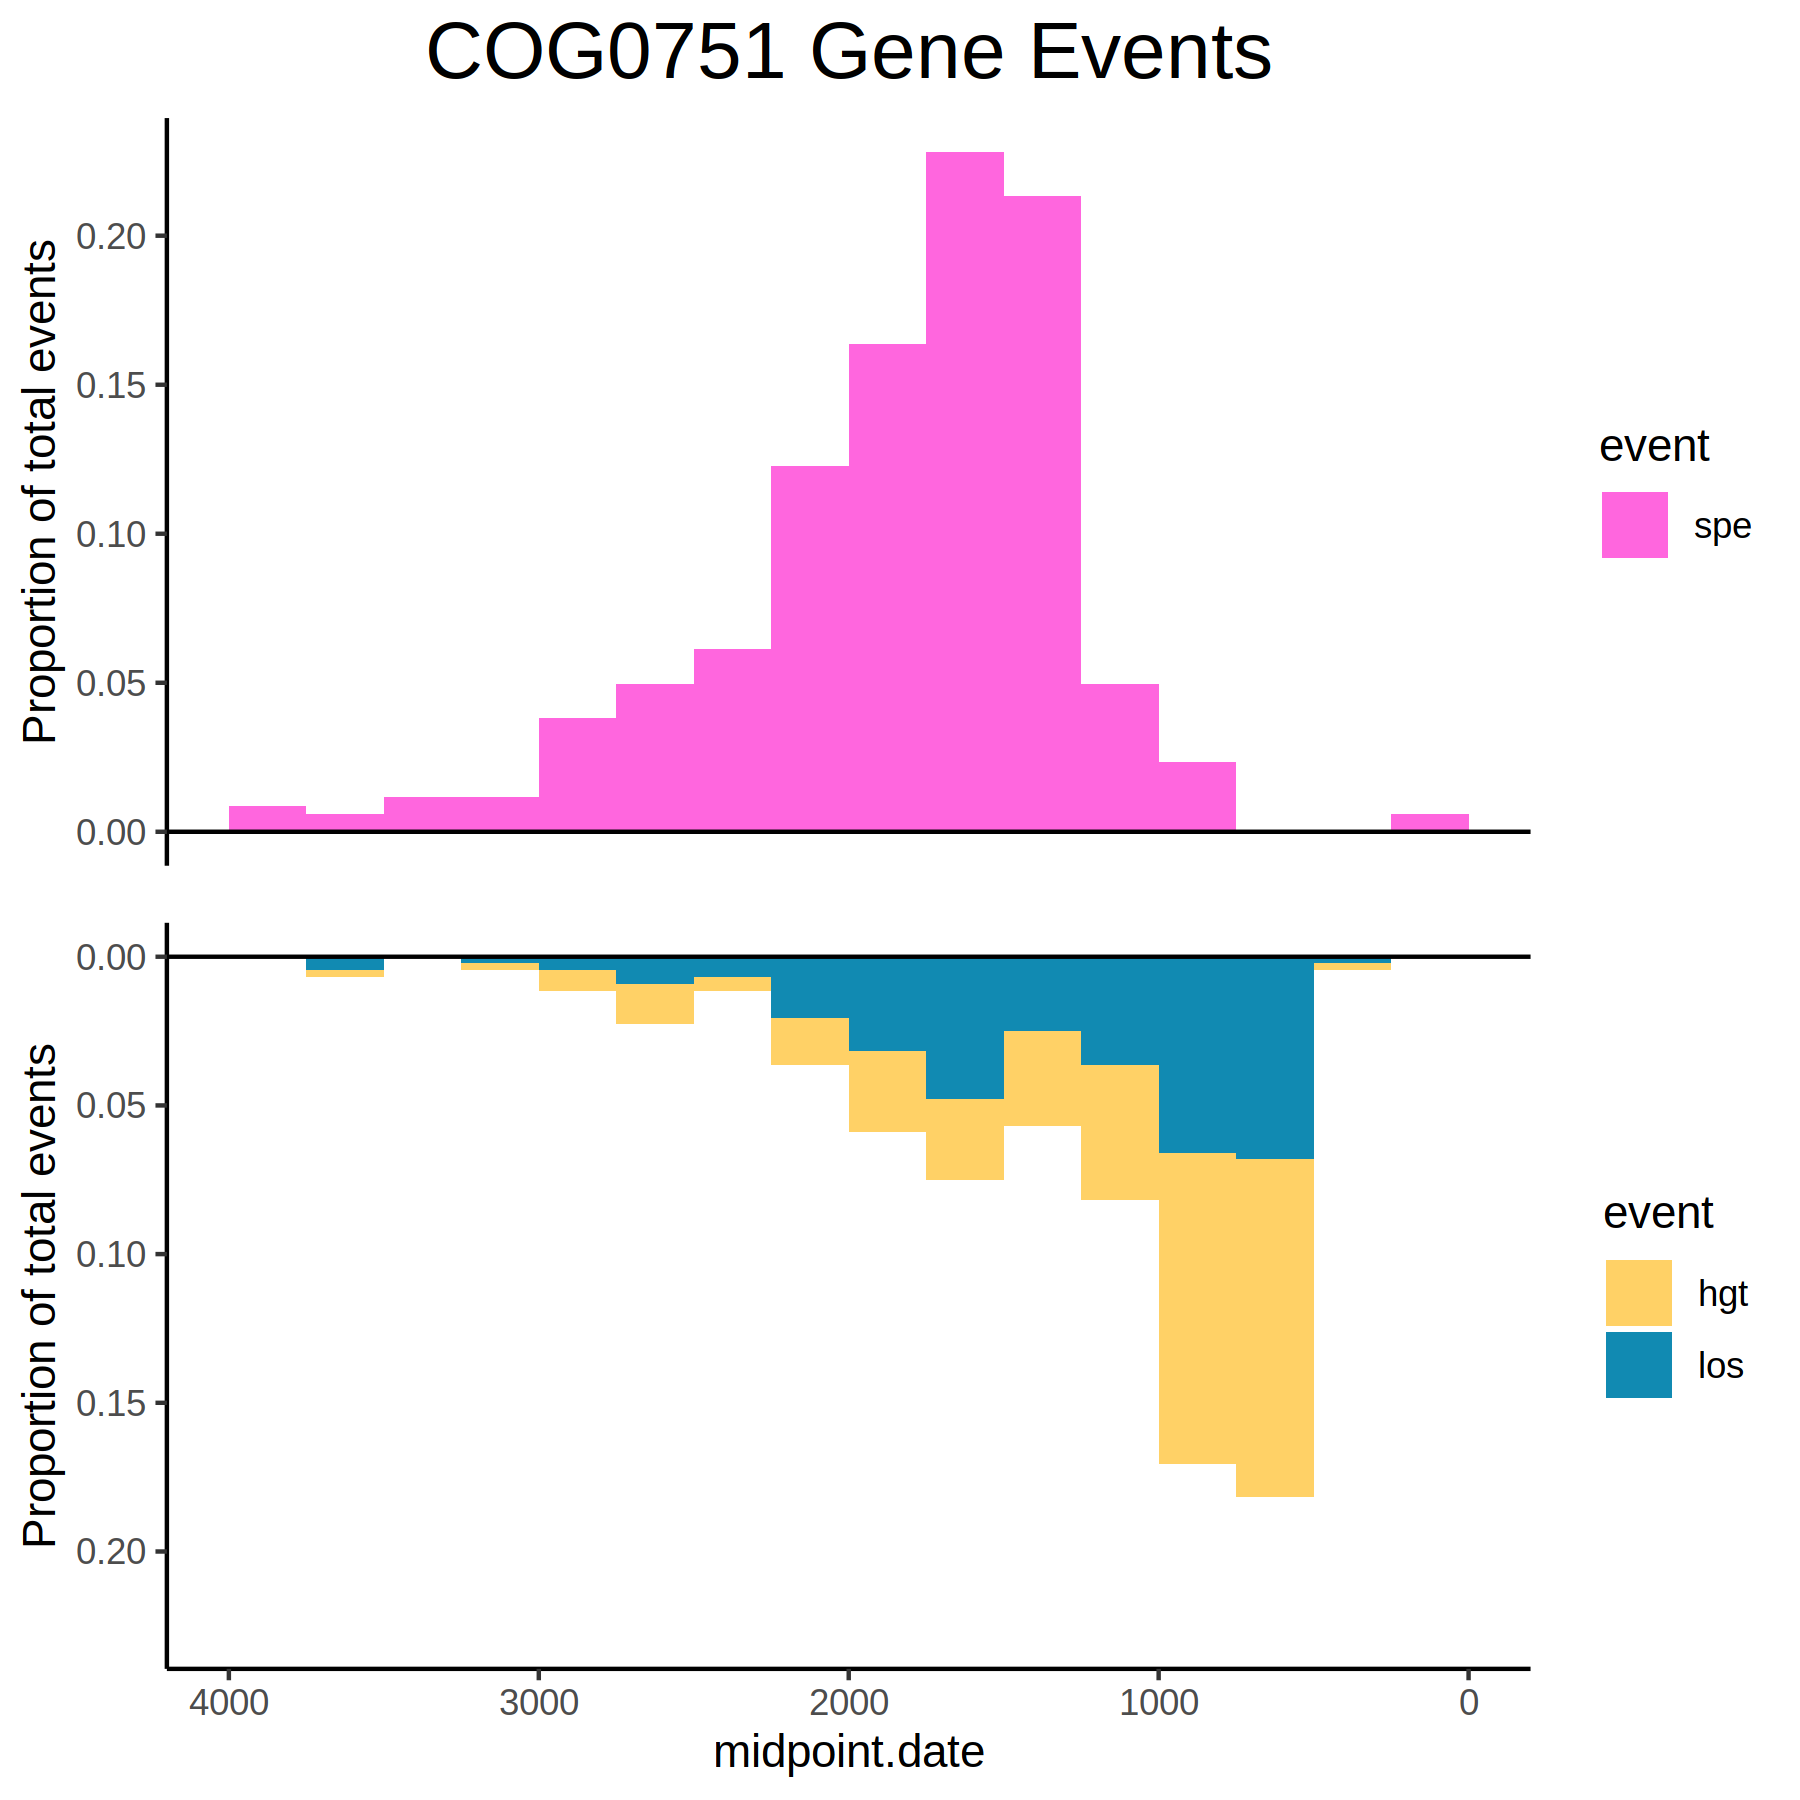 COG0751 Gene Events
Proportion of total events
0.20
0.15
0.10
0.05
0.00
event
spe
Proportion of total events
0.00
0.05
0.10
0.15
0.20
event
hgt
los
4000 3000 2000 1000 0
midpoint.date